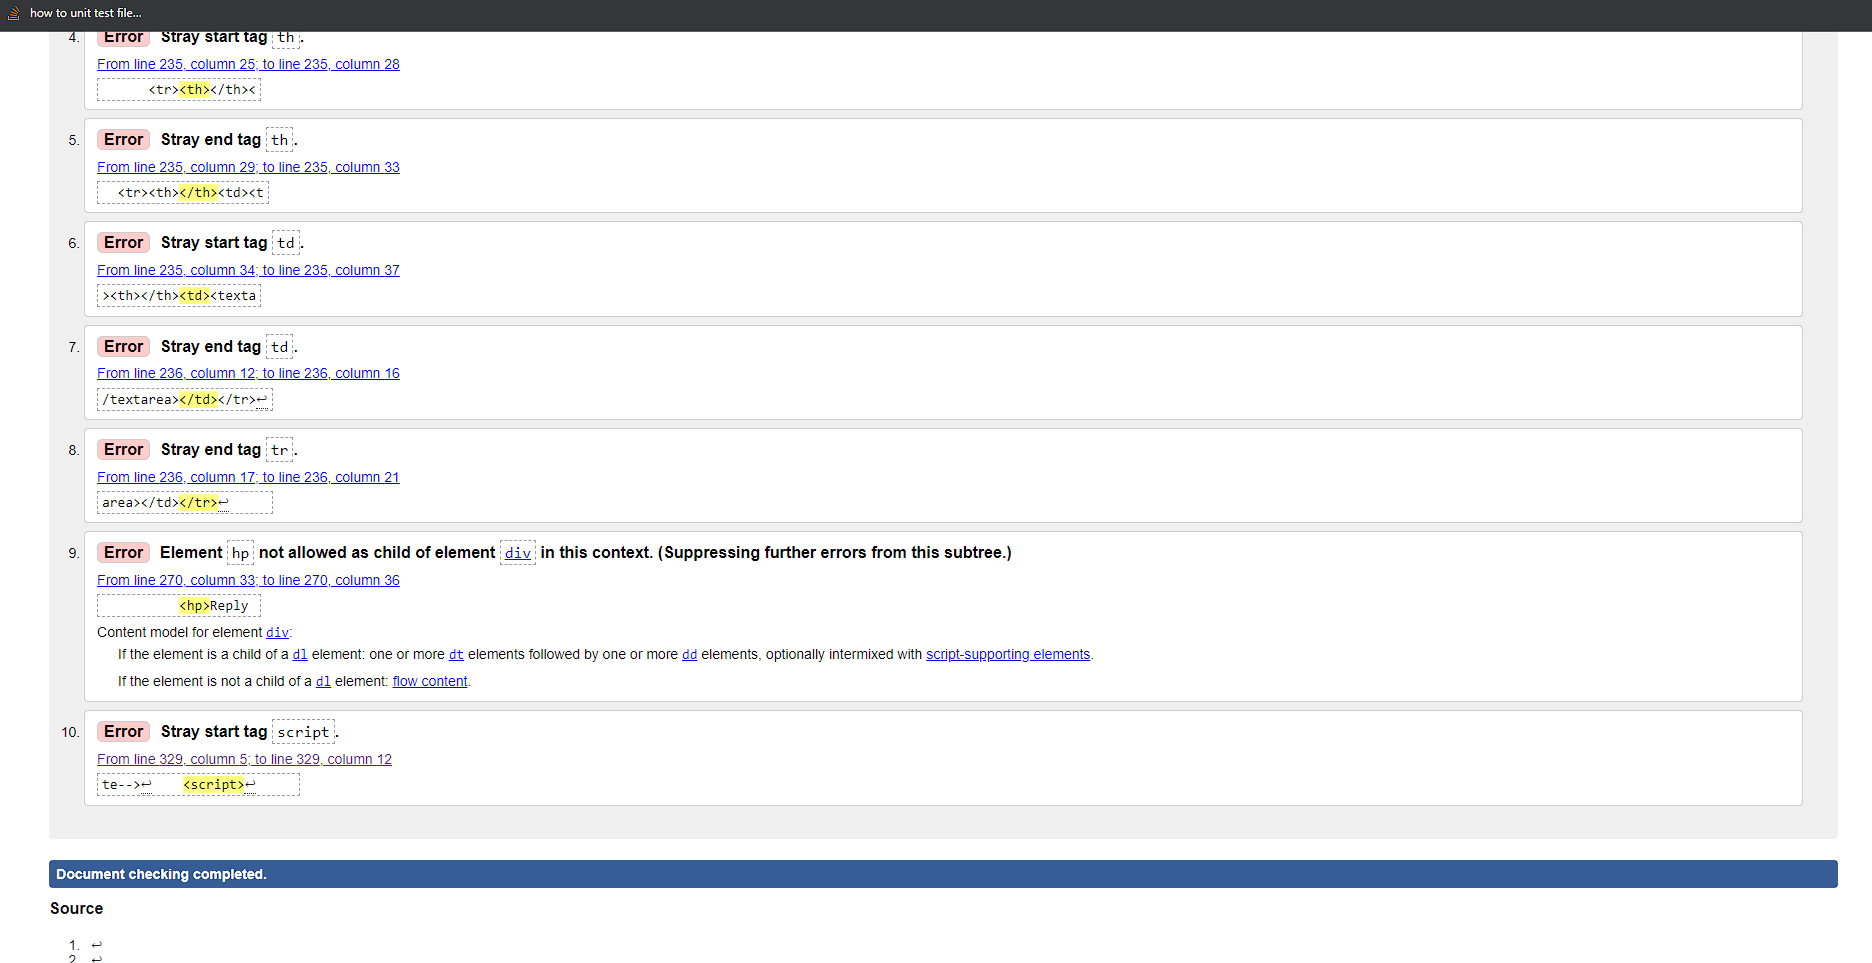 how to unit test file...
4. Error Stray start tag th.
From line 235, column 25; to line 235, column 28
<tr><th></th><
5. Error Stray end tag th.
From line 235, column 29; to line 235, column 33
<tr><th></th><td><t
6. Error Stray start tag td.
From line 235, column 34; to line 235, column 37
><th></th><td><texta
7. Error Stray end tag td.
From line 236, column 12; to line 236, column 16
/textarea></td></tr>↩
8. Error Stray end tag tr.
From line 236, column 17; to line 236, column 21
area></td></tr>↩
9. Error Element hp not allowed as child of element div in this context. (Suppressing further errors from this subtree.)
From line 270, column 33; to line 270, column 36
<hp>Reply
Content model for element div:
If the element is a child of a dl element: one or more dt elements followed by one or more dd elements, optionally intermixed with script-supporting elements.
If the element is not a child of a dl element: flow content.
10. Error Stray start tag script.
From line 329, column 5; to line 329, column 12
te-->↩ <script>↩
Document checking completed.
Source
1. ↩
2. ↩